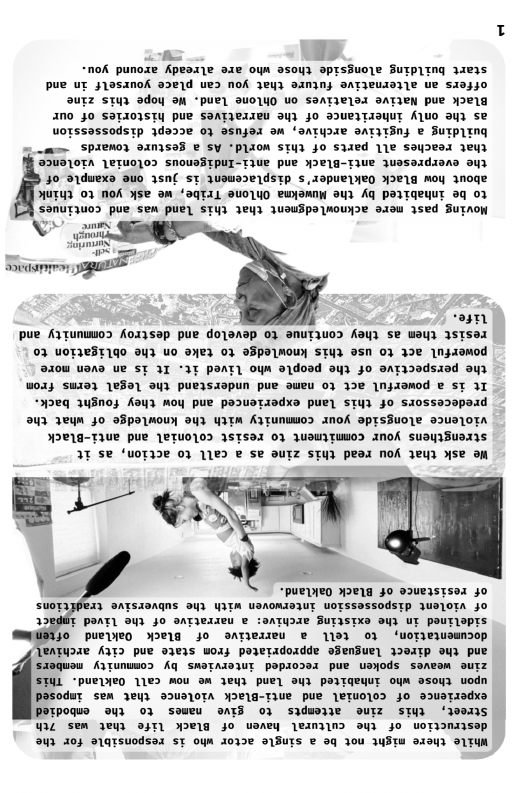 While there might not be a single actor who is responsible for the
destruction of the cultural haven of Black life that was 7th
Street, this zine attempts to give names to the embodied
experience of colonial and anti-Black violence that was imposed
upon those who inhabited the land that we now call Oakland. This
zine weaves spoken and recorded interviews by community members
and the direct language appropriated from state and city archival
documentation, to tell a narrative of Black Oakland often
sidelined in the existing archive: a narrative of the lived impact
of violent dispossession interwoven with the subversive traditions
of resistance of Black Oakland.
We ask that you read this zine as a call to action, as it
strengthens your commitment to resist colonial and anti-Black
violence alongside your community with the knowledge of what the
predecessors of this land experienced and how they fought back.
It is a powerful act to name and understand the legal terms from
the perspective of the people who lived it. It is an even more
powerful act to use this knowledge to take on the obligation to
resist them as they continue to develop and destroy community and
life.
Healthspace
NATURAL
Self-
Nurturing
Through
Nature
Moving past mere acknowledgment that this land was and continues
to be inhabited by the Muwekma Ohlone Tribe, we ask you to think
about how Black Oaklander's displacement is just one example of
the everpresent anti-Black and anti-Indigenous colonial violence
that reaches all parts of this world. As a gesture towards
building a fugitive archive, we refuse to accept dispossession
as the only inheritance of the narratives and histories of our
Black and Native relatives on Ohlone land. We hope this zine
offers an alternative future that you can place yourself in and
start building alongside those who are already around you.
1